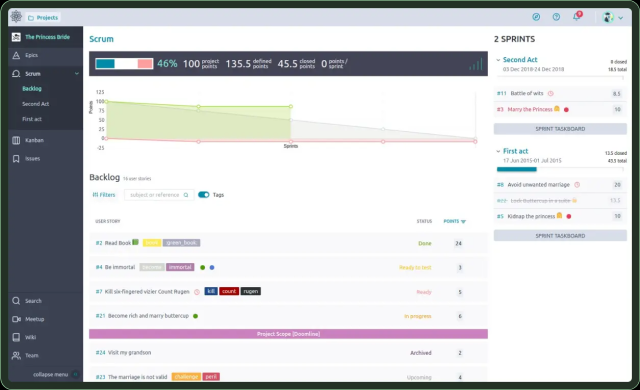 Projects
9
The Princess Bride
Epics
Scrum
Backlog
Second Act
First act
Kanban
Issues
Search
Meetup
Wiki
Team
collapse menu
Scrum
46% 100 project points 135.5 defined points 45.5 closed points 0 points / sprint
Points
125
100
75
50
25
0
-25
Sprints
Backlog
Filters subject or reference Tags
USER STORY STATUS POINTS
#2 Read Book green_book Done 24
#4 Be immortal immortal Ready to test 3
#7 Kill six-fingered vizier Count Rugen kill count rugen Ready 5
#21 Become rich and marry buttercup In progress 6
Project Scope [Doomline]
#24 Visit my grandson Archived 2
#23 The marriage is not valid challenge peril Upcoming 4
2 SPRINTS
Second Act 0 closed
03 Dec 2018-24 Dec 2018 18.5 total
#11 Battle of wits 8.5
#3 Marry the Princess 10
SPRINT TASKBOARD
First act 13.5 closed
17 Jun 2015-01 Jul 2015 45.5 total
#8 Avoid unwanted marriage 20
Lock Buttercup in a suite 13.5
#5 Kidnap the princess 10
SPRINT TASKBOARD